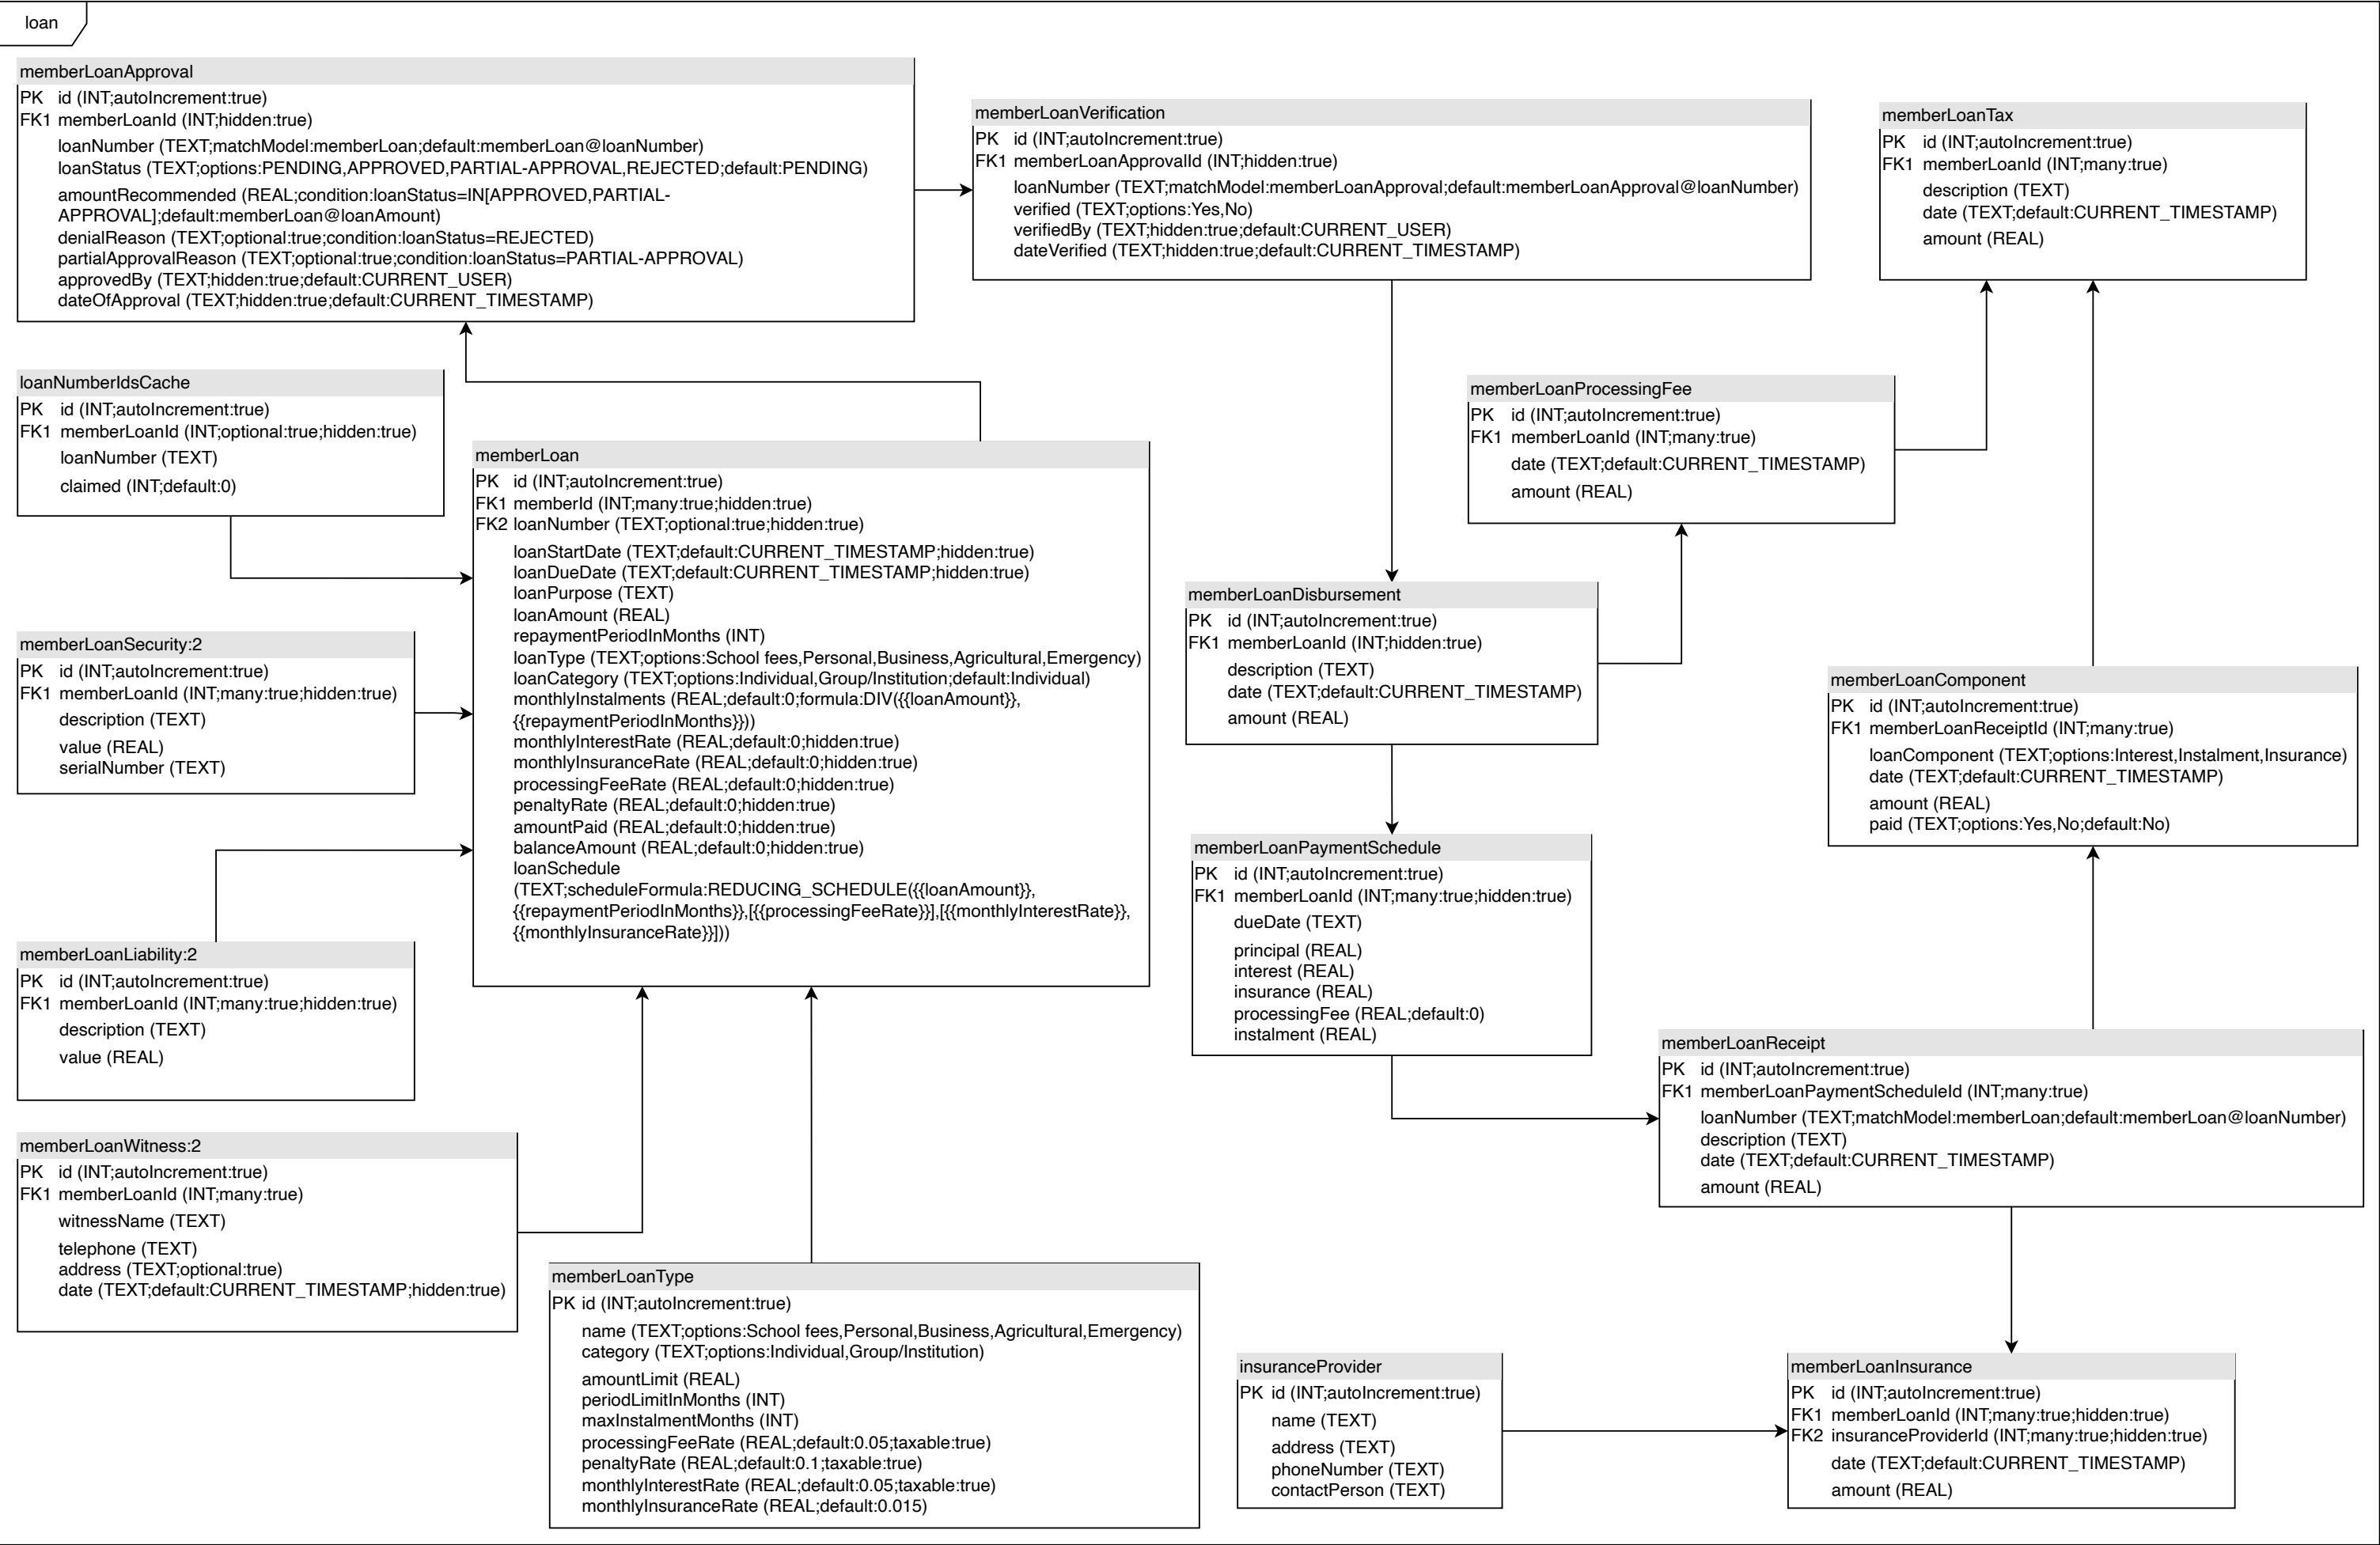 loan
memberLoanApproval
PK id (INT;autoIncrement:true)
FK1 memberLoanId (INT;hidden:true)
loanNumber (TEXT;matchModel:memberLoan;default:memberLoan@loanNumber)
loanStatus (TEXT;options:PENDING,APPROVED,PARTIAL-APPROVAL,REJECTED;default:PENDING)
amountRecommended (REAL;condition:loanStatus=IN[APPROVED,PARTIAL-
APPROVAL];default:memberLoan@loanAmount)
denialReason (TEXT;optional:true;condition:loanStatus=REJECTED)
partialApprovalReason (TEXT;optional:true;condition:loanStatus=PARTIAL-APPROVAL)
approvedBy (TEXT;hidden:true;default:CURRENT_USER)
dateOfApproval (TEXT;hidden:true;default:CURRENT_TIMESTAMP)
memberLoanVerification
PK id (INT;autoIncrement:true)
FK1 memberLoanApprovalId (INT;hidden:true)
loanNumber (TEXT;matchModel:memberLoanApproval;default:memberLoanApproval@loanNumber)
verified (TEXT;options:Yes,No)
verifiedBy (TEXT;hidden:true;default:CURRENT_USER)
dateVerified (TEXT;hidden:true;default:CURRENT_TIMESTAMP)
memberLoanTax
PK id (INT;autoIncrement:true)
FK1 memberLoanId (INT;many:true)
description (TEXT)
date (TEXT;default:CURRENT_TIMESTAMP)
amount (REAL)
loanNumberIdsCache
PK id (INT;autoIncrement:true)
FK1 memberLoanId (INT;optional:true;hidden:true)
loanNumber (TEXT)
claimed (INT;default:0)
memberLoan
PK id (INT;autoIncrement:true)
FK1 memberId (INT;many:true;hidden:true)
FK2 loanNumber (TEXT;optional:true;hidden:true)
loanStartDate (TEXT;default:CURRENT_TIMESTAMP;hidden:true)
loanDueDate (TEXT;default:CURRENT_TIMESTAMP;hidden:true)
loanPurpose (TEXT)
loanAmount (REAL)
repaymentPeriodInMonths (INT)
loanType (TEXT;options:School fees,Personal,Business,Agricultural,Emergency)
loanCategory (TEXT;options:Individual,Group/Institution;default:Individual)
monthlyInstalments (REAL;default:0;formula:DIV({{loanAmount}},
{{repaymentPeriodInMonths}}))
monthlyInterestRate (REAL;default:0;hidden:true)
monthlyInsuranceRate (REAL;default:0;hidden:true)
processingFeeRate (REAL;default:0;hidden:true)
penaltyRate (REAL;default:0;hidden:true)
amountPaid (REAL;default:0;hidden:true)
balanceAmount (REAL;default:0;hidden:true)
loanSchedule
(TEXT;scheduleFormula:REDUCING_SCHEDULE({{loanAmount}},
{{repaymentPeriodInMonths}},[{{processingFeeRate}}],[{{monthlyInterestRate}},
{{monthlyInsuranceRate}}]))
memberLoanProcessingFee
PK id (INT;autoIncrement:true)
FK1 memberLoanId (INT;many:true)
date (TEXT;default:CURRENT_TIMESTAMP)
amount (REAL)
memberLoanDisbursement
PK id (INT;autoIncrement:true)
FK1 memberLoanId (INT;hidden:true)
description (TEXT)
date (TEXT;default:CURRENT_TIMESTAMP)
amount (REAL)
memberLoanSecurity:2
PK id (INT;autoIncrement:true)
FK1 memberLoanId (INT;many:true;hidden:true)
description (TEXT)
value (REAL)
serialNumber (TEXT)
memberLoanComponent
PK id (INT;autoIncrement:true)
FK1 memberLoanReceiptId (INT;many:true)
loanComponent (TEXT;options:Interest,Instalment,Insurance)
date (TEXT;default:CURRENT_TIMESTAMP)
amount (REAL)
paid (TEXT;options:Yes,No;default:No)
memberLoanPaymentSchedule
PK id (INT;autoIncrement:true)
FK1 memberLoanId (INT;many:true;hidden:true)
dueDate (TEXT)
principal (REAL)
interest (REAL)
insurance (REAL)
processingFee (REAL;default:0)
instalment (REAL)
memberLoanLiability:2
PK id (INT;autoIncrement:true)
FK1 memberLoanId (INT;many:true;hidden:true)
description (TEXT)
value (REAL)
memberLoanReceipt
PK id (INT;autoIncrement:true)
FK1 memberLoanPaymentScheduleId (INT;many:true)
loanNumber (TEXT;matchModel:memberLoan;default:memberLoan@loanNumber)
description (TEXT)
date (TEXT;default:CURRENT_TIMESTAMP)
amount (REAL)
memberLoanWitness:2
PK id (INT;autoIncrement:true)
FK1 memberLoanId (INT;many:true)
witnessName (TEXT)
telephone (TEXT)
address (TEXT;optional:true)
date (TEXT;default:CURRENT_TIMESTAMP;hidden:true)
memberLoanType
PK id (INT;autoIncrement:true)
name (TEXT;options:School fees,Personal,Business,Agricultural,Emergency)
category (TEXT;options:Individual,Group/Institution)
amountLimit (REAL)
periodLimitInMonths (INT)
maxInstalmentMonths (INT)
processingFeeRate (REAL;default:0.05;taxable:true)
penaltyRate (REAL;default:0.1;taxable:true)
monthlyInterestRate (REAL;default:0.05;taxable:true)
monthlyInsuranceRate (REAL;default:0.015)
insuranceProvider
PK id (INT;autoIncrement:true)
name (TEXT)
address (TEXT)
phoneNumber (TEXT)
contactPerson (TEXT)
memberLoanInsurance
PK id (INT;autoIncrement:true)
FK1 memberLoanId (INT;many:true;hidden:true)
FK2 insuranceProviderId (INT;many:true;hidden:true)
date (TEXT;default:CURRENT_TIMESTAMP)
amount (REAL)